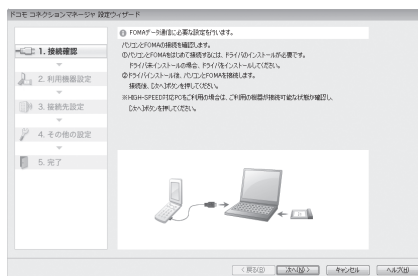 ドコモ コネクションマネージャ 設定ウィザード
FOMAデータ通信に必要な設定を行います。
1. 接続確認
2. 利用機器設定
3. 接続先設定
4. その他の設定
5. 完了
パソコンとFOMAの接続を確認します。
①パソコンとFOMAをはじめて接続するには、ドライバのインストールが必要です。
ドライバ未インストールの場合、ドライバをインストールしてください。
②ドライバインストール後、パソコンとFOMAを接続します。
接続後、[次へ]ボタンを押してください。
※HIGH-SPEED対応PCをご利用の場合は、ご利用の機器が接続可能な状態か確認し、
[次へ]ボタンを押してください。
< 戻る(B)
次へ(N) >
キャンセル
ヘルプ(H)